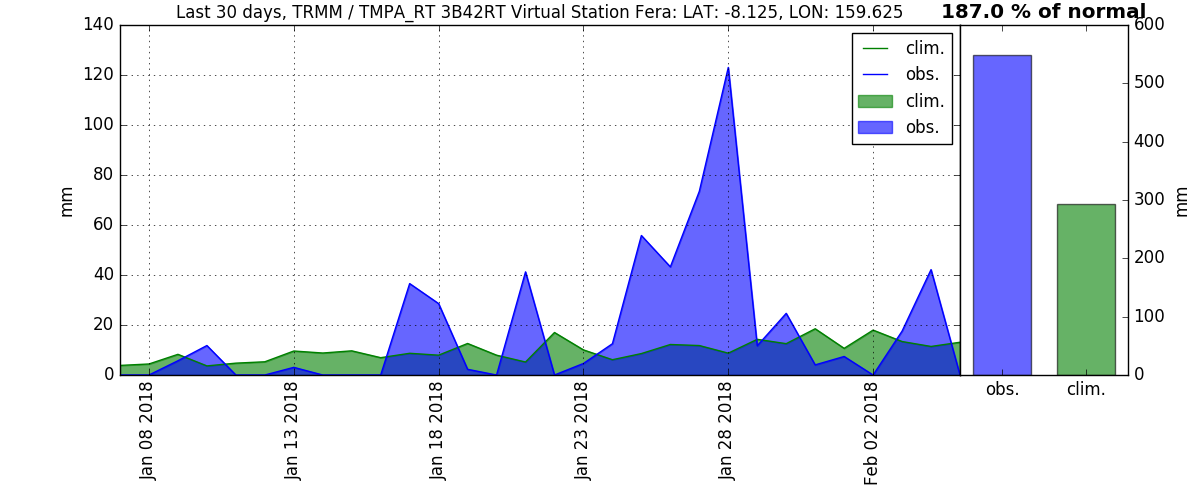 Last 30 days, TRMM / TMPA_RT 3B42RT Virtual Station Fera: LAT: -8.125, LON: 159.625
187.0 % of normal
140
120
100
80
60
40
20
0
mm
clim.
obs.
clim.
obs.
600
500
400
300
200
100
0
mm
Jan 08 2018
Jan 13 2018
Jan 18 2018
Jan 23 2018
Jan 28 2018
Feb 02 2018
obs.
clim.